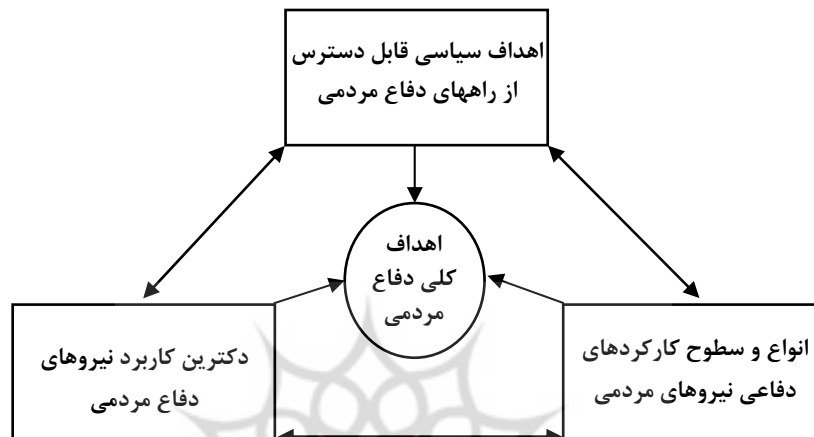 اهداف سیاسی قابل دسترس
از راههای دفاع مردمی
اهداف
کلی دفاع
مردمی
انواع و سطوح کارکردهای
دفاعی نیروهای مردمی
دکترین کاربرد نیروهای
دفاع مردمی